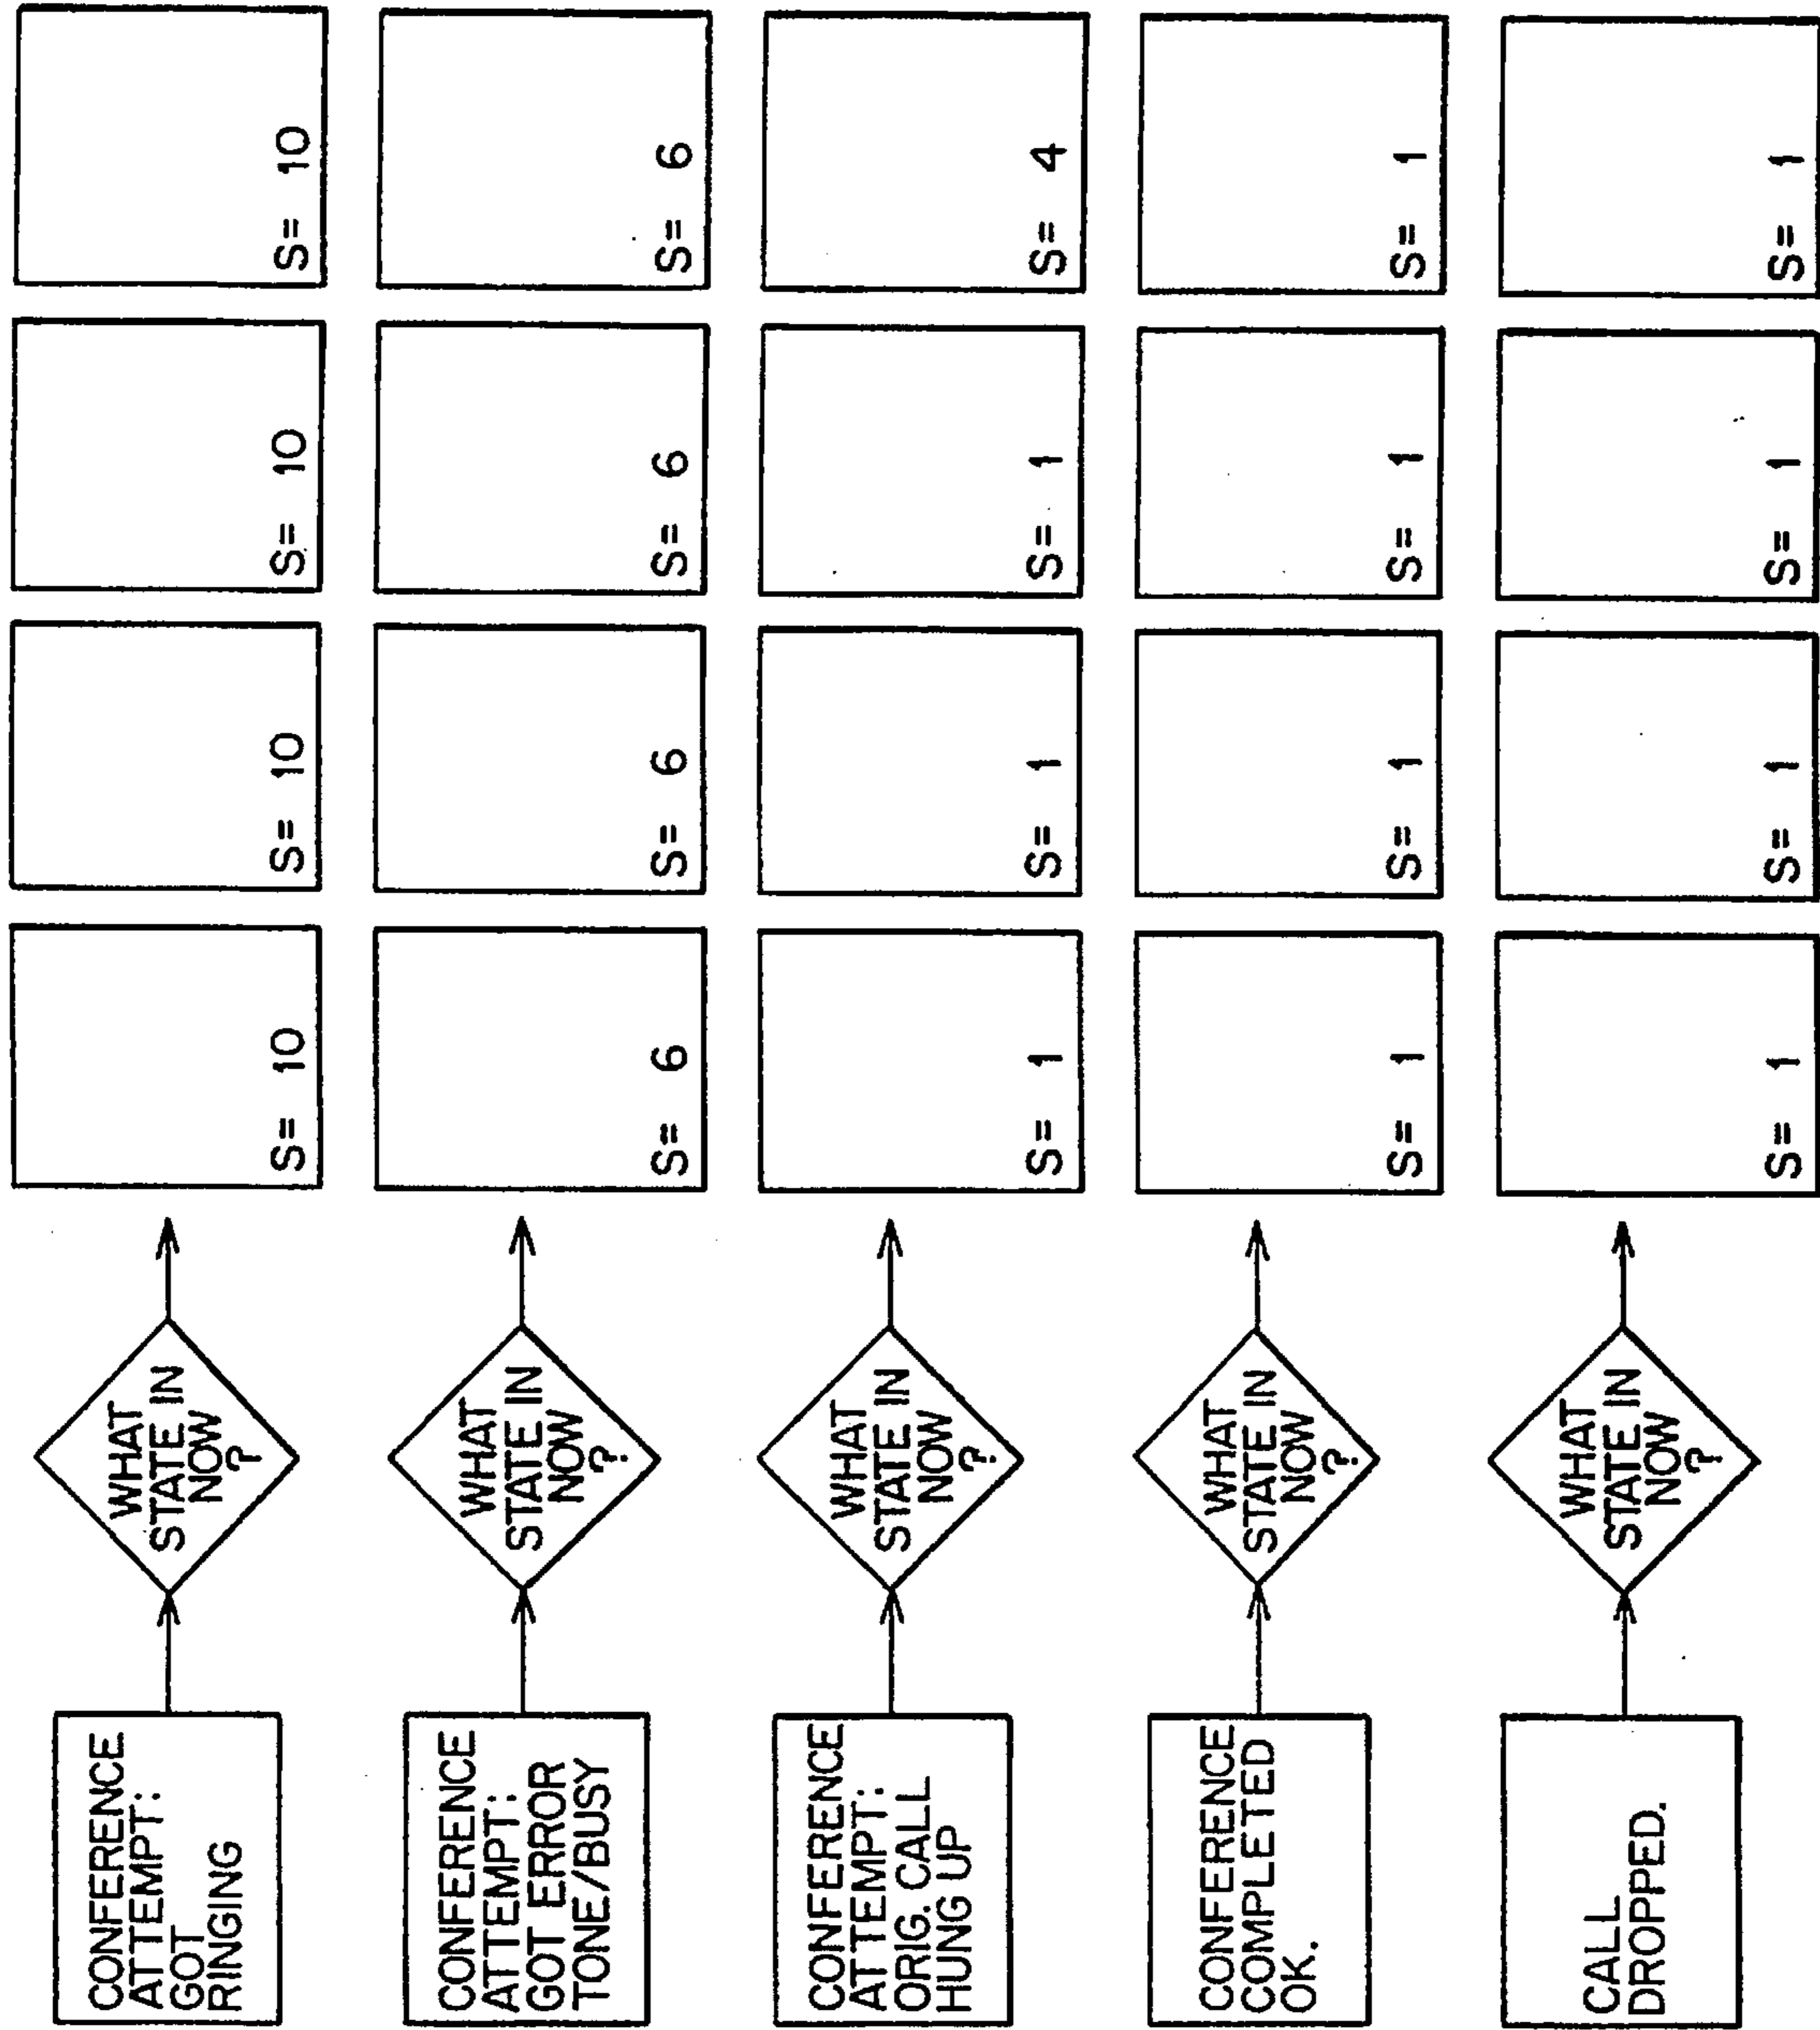 CONFERENCE
ATTEMPT:
GOT
RINGING
WHAT
STATE IN
NOW
?
S= 10
S= 10
S= 10
S= 10
CONFERENCE
ATTEMPT:
GOT ERROR
TONE/BUSY
WHAT
STATE IN
NOW
?
S= 6
S= 6
S= 6
S= 6
CONFERENCE
ATTEMPT:
ORIG. CALL
HUNG UP
WHAT
STATE IN
NOW
?
S= 1
S= 1
S= 1
S= 4
CONFERENCE
COMPLETED
OK.
WHAT
STATE IN
NOW
?
S= 1
S= 1
S= 1
S= 1
CALL
DROPPED.
WHAT
STATE IN
NOW
?
S= 1
S= 1
S= 1
S= 1